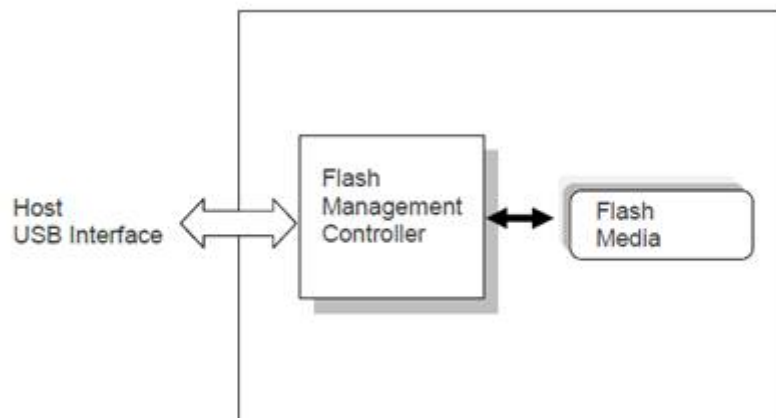 Host
USB Interface
Flash
Management
Controller
Flash
Media